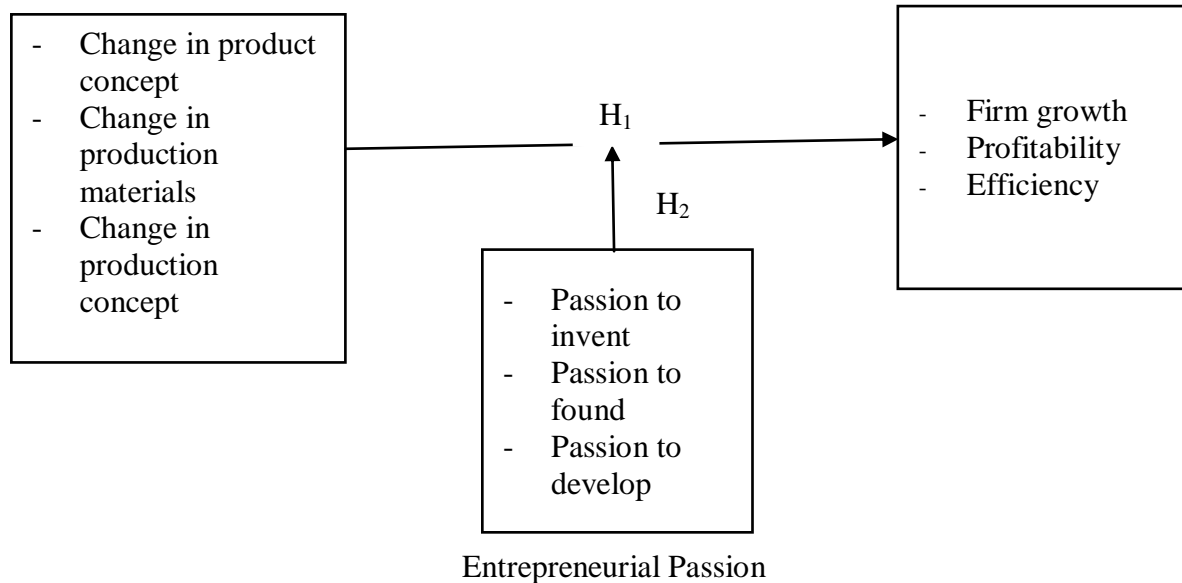 - Change in product
concept
- Change in
production
materials
- Change in
production
concept
H₁
- Firm growth
- Profitability
- Efficiency
H₂
- Passion to
invent
- Passion to
found
- Passion to
develop
Entrepreneurial Passion